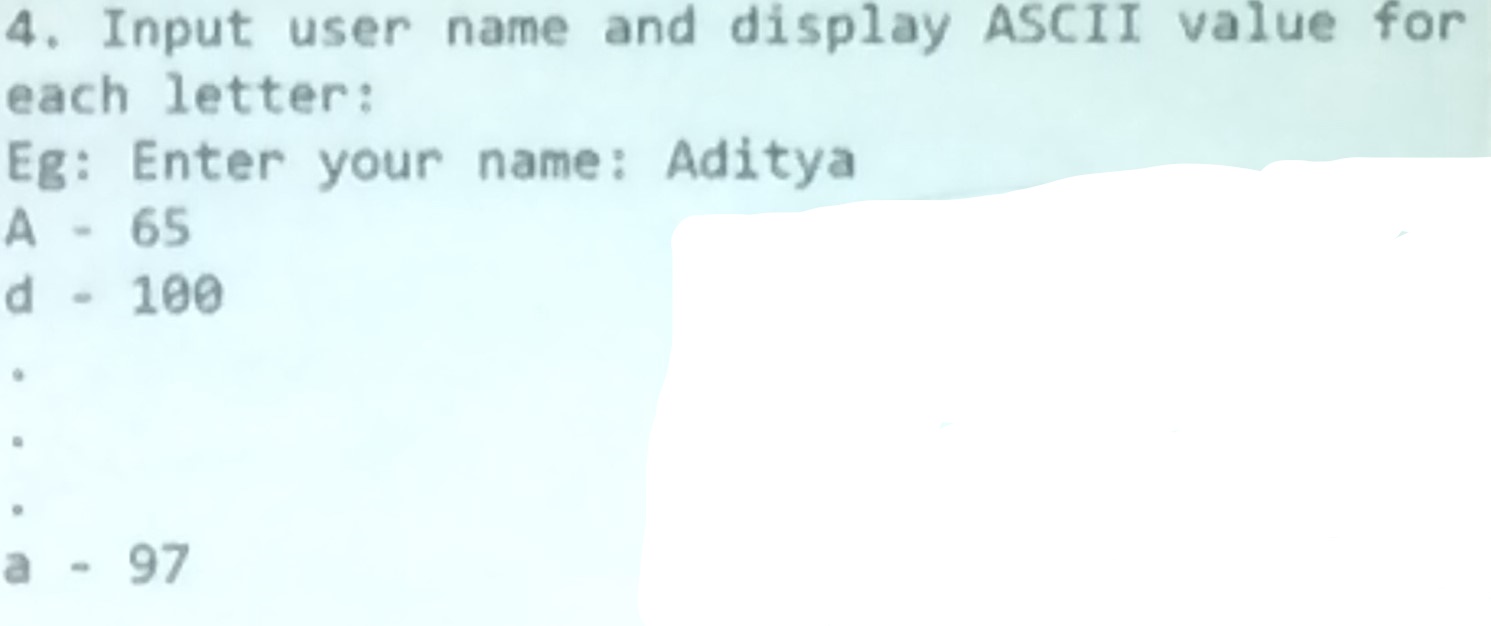 4. Input user name and display ASCII value for
each letter:
Eg: Enter your name: Aditya
A - 65
d - 100
.
.
.
a - 97